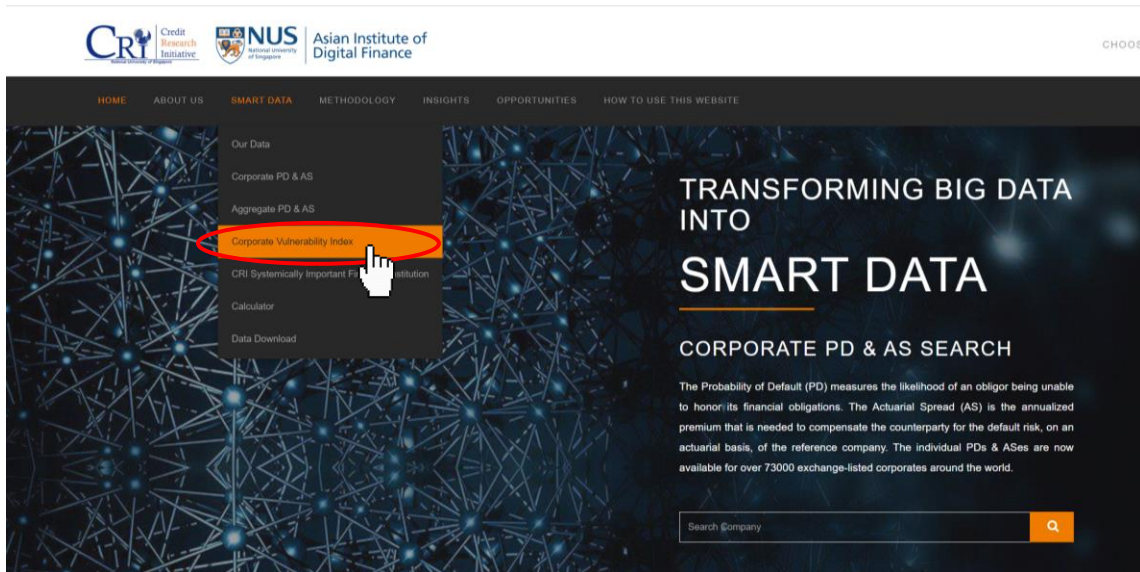 CRI
Credit
Research
Initiative
National University of Singapore
NUS
National University
of Singapore
Asian Institute of
Digital Finance
CHOOS
HOME ABOUT US SMART DATA METHODOLOGY INSIGHTS OPPORTUNITIES HOW TO USE THIS WEBSITE
Our Data
Corporate PD & AS
Aggregate PD & AS
Corporate Vulnerability Index
CRI Systemically Important Fi stitution
Calculator
Data Download
TRANSFORMING BIG DATA
INTO
SMART DATA
CORPORATE PD & AS SEARCH
The Probability of Default (PD) measures the likelihood of an obligor being unable
to honor its financial obligations. The Actuarial Spread (AS) is the annualized
premium that is needed to compensate the counterparty for the default risk, on an
actuarial basis, of the reference company. The individual PDs & ASes are now
available for over 73000 exchange-listed corporates around the world.
Search Company